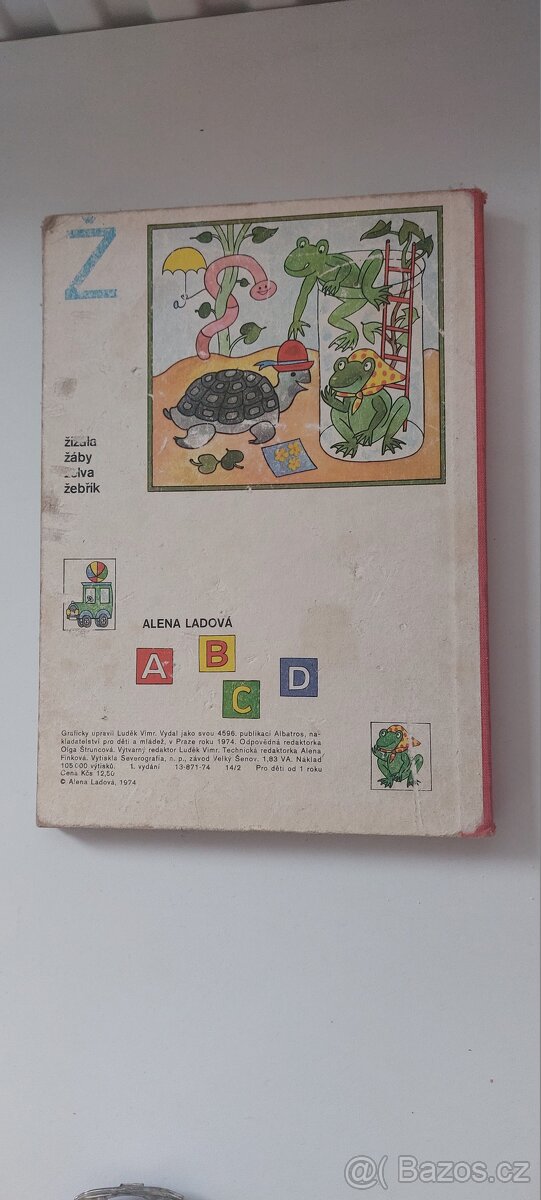 Ž
žížala
žáby
želva
žebřík
ALENA LADOVÁ
A B C D
Graficky upravil Luděk Vimr. Vydal jako svou 4596. publikaci Albatros, na-
kladatelství pro děti a mládež, v Praze roku 1974. Odpovědná redaktorka
Olga Štruncová. Výtvarný redaktor Luděk Vimr. Technická redaktorka Alena
Finková. Vytiskla Severografia, n. p., závod Velký Šenov. 1,83 VA. Náklad
105 000 výtisků. 1. vydání 13-871-74 14/2 Pro děti od 1 roku
Cena Kčs 12,50
© Alena Ladová, 1974
Bazos.cz